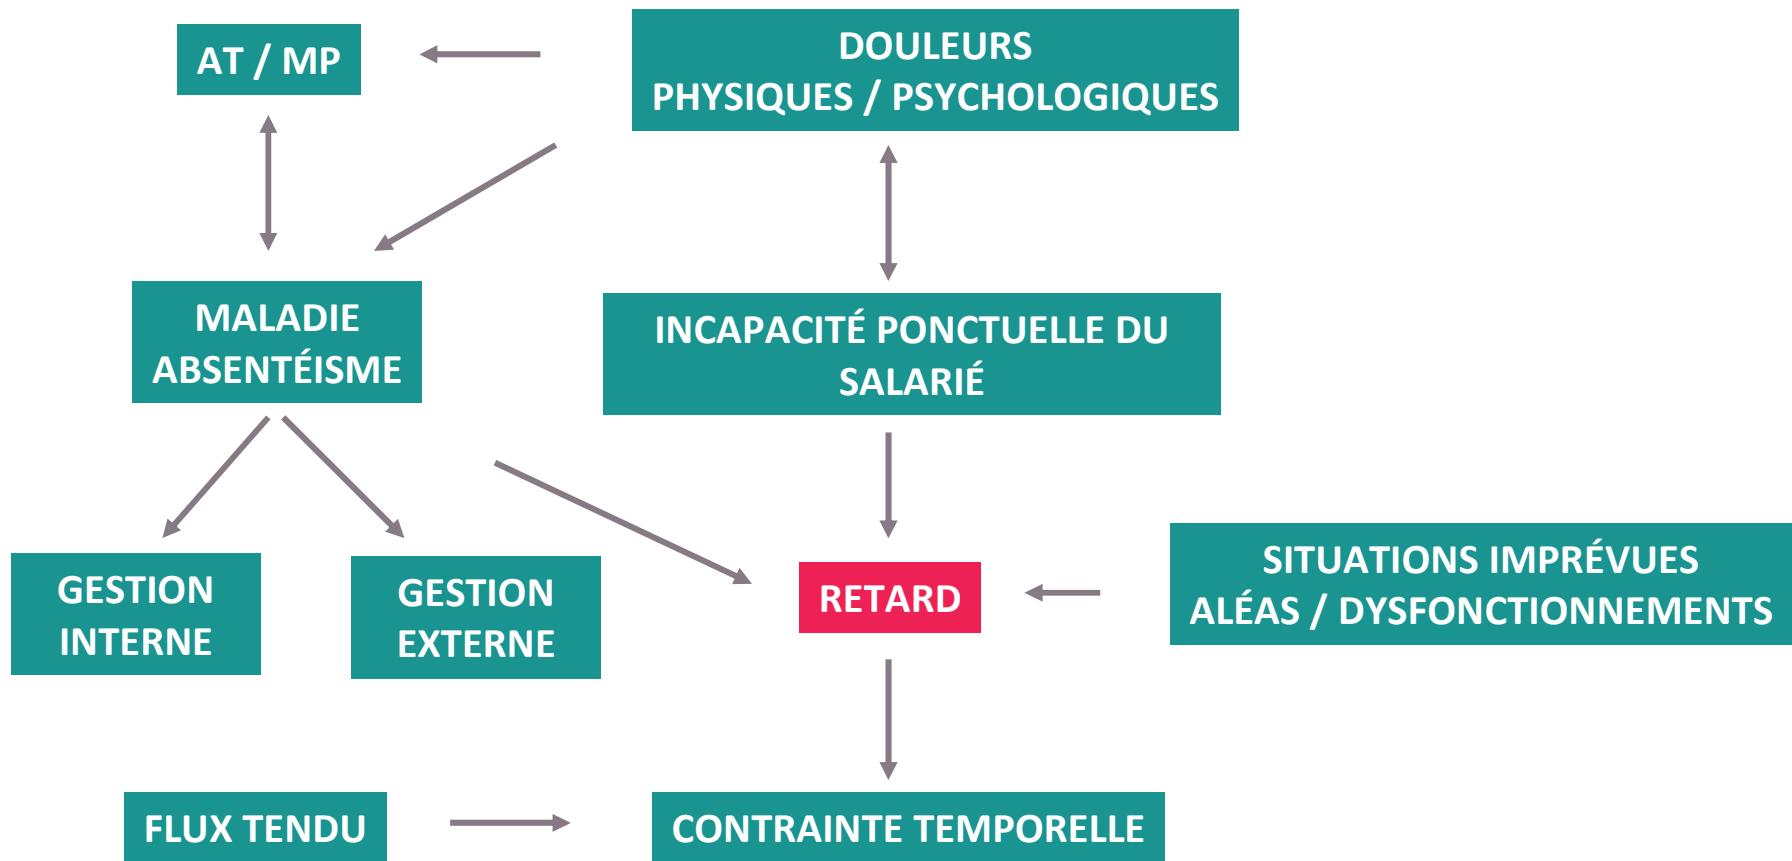 AT / MP
DOULEURS
PHYSIQUES / PSYCHOLOGIQUES
MALADIE
ABSENTÉISME
INCAPACITÉ PONCTUELLE DU
SALARIÉ
GESTION
INTERNE
GESTION
EXTERNE
RETARD
SITUATIONS IMPRÉVUES
ALÉAS / DYSFONCTIONNEMENTS
FLUX TENDU
CONTRAINTE TEMPORELLE